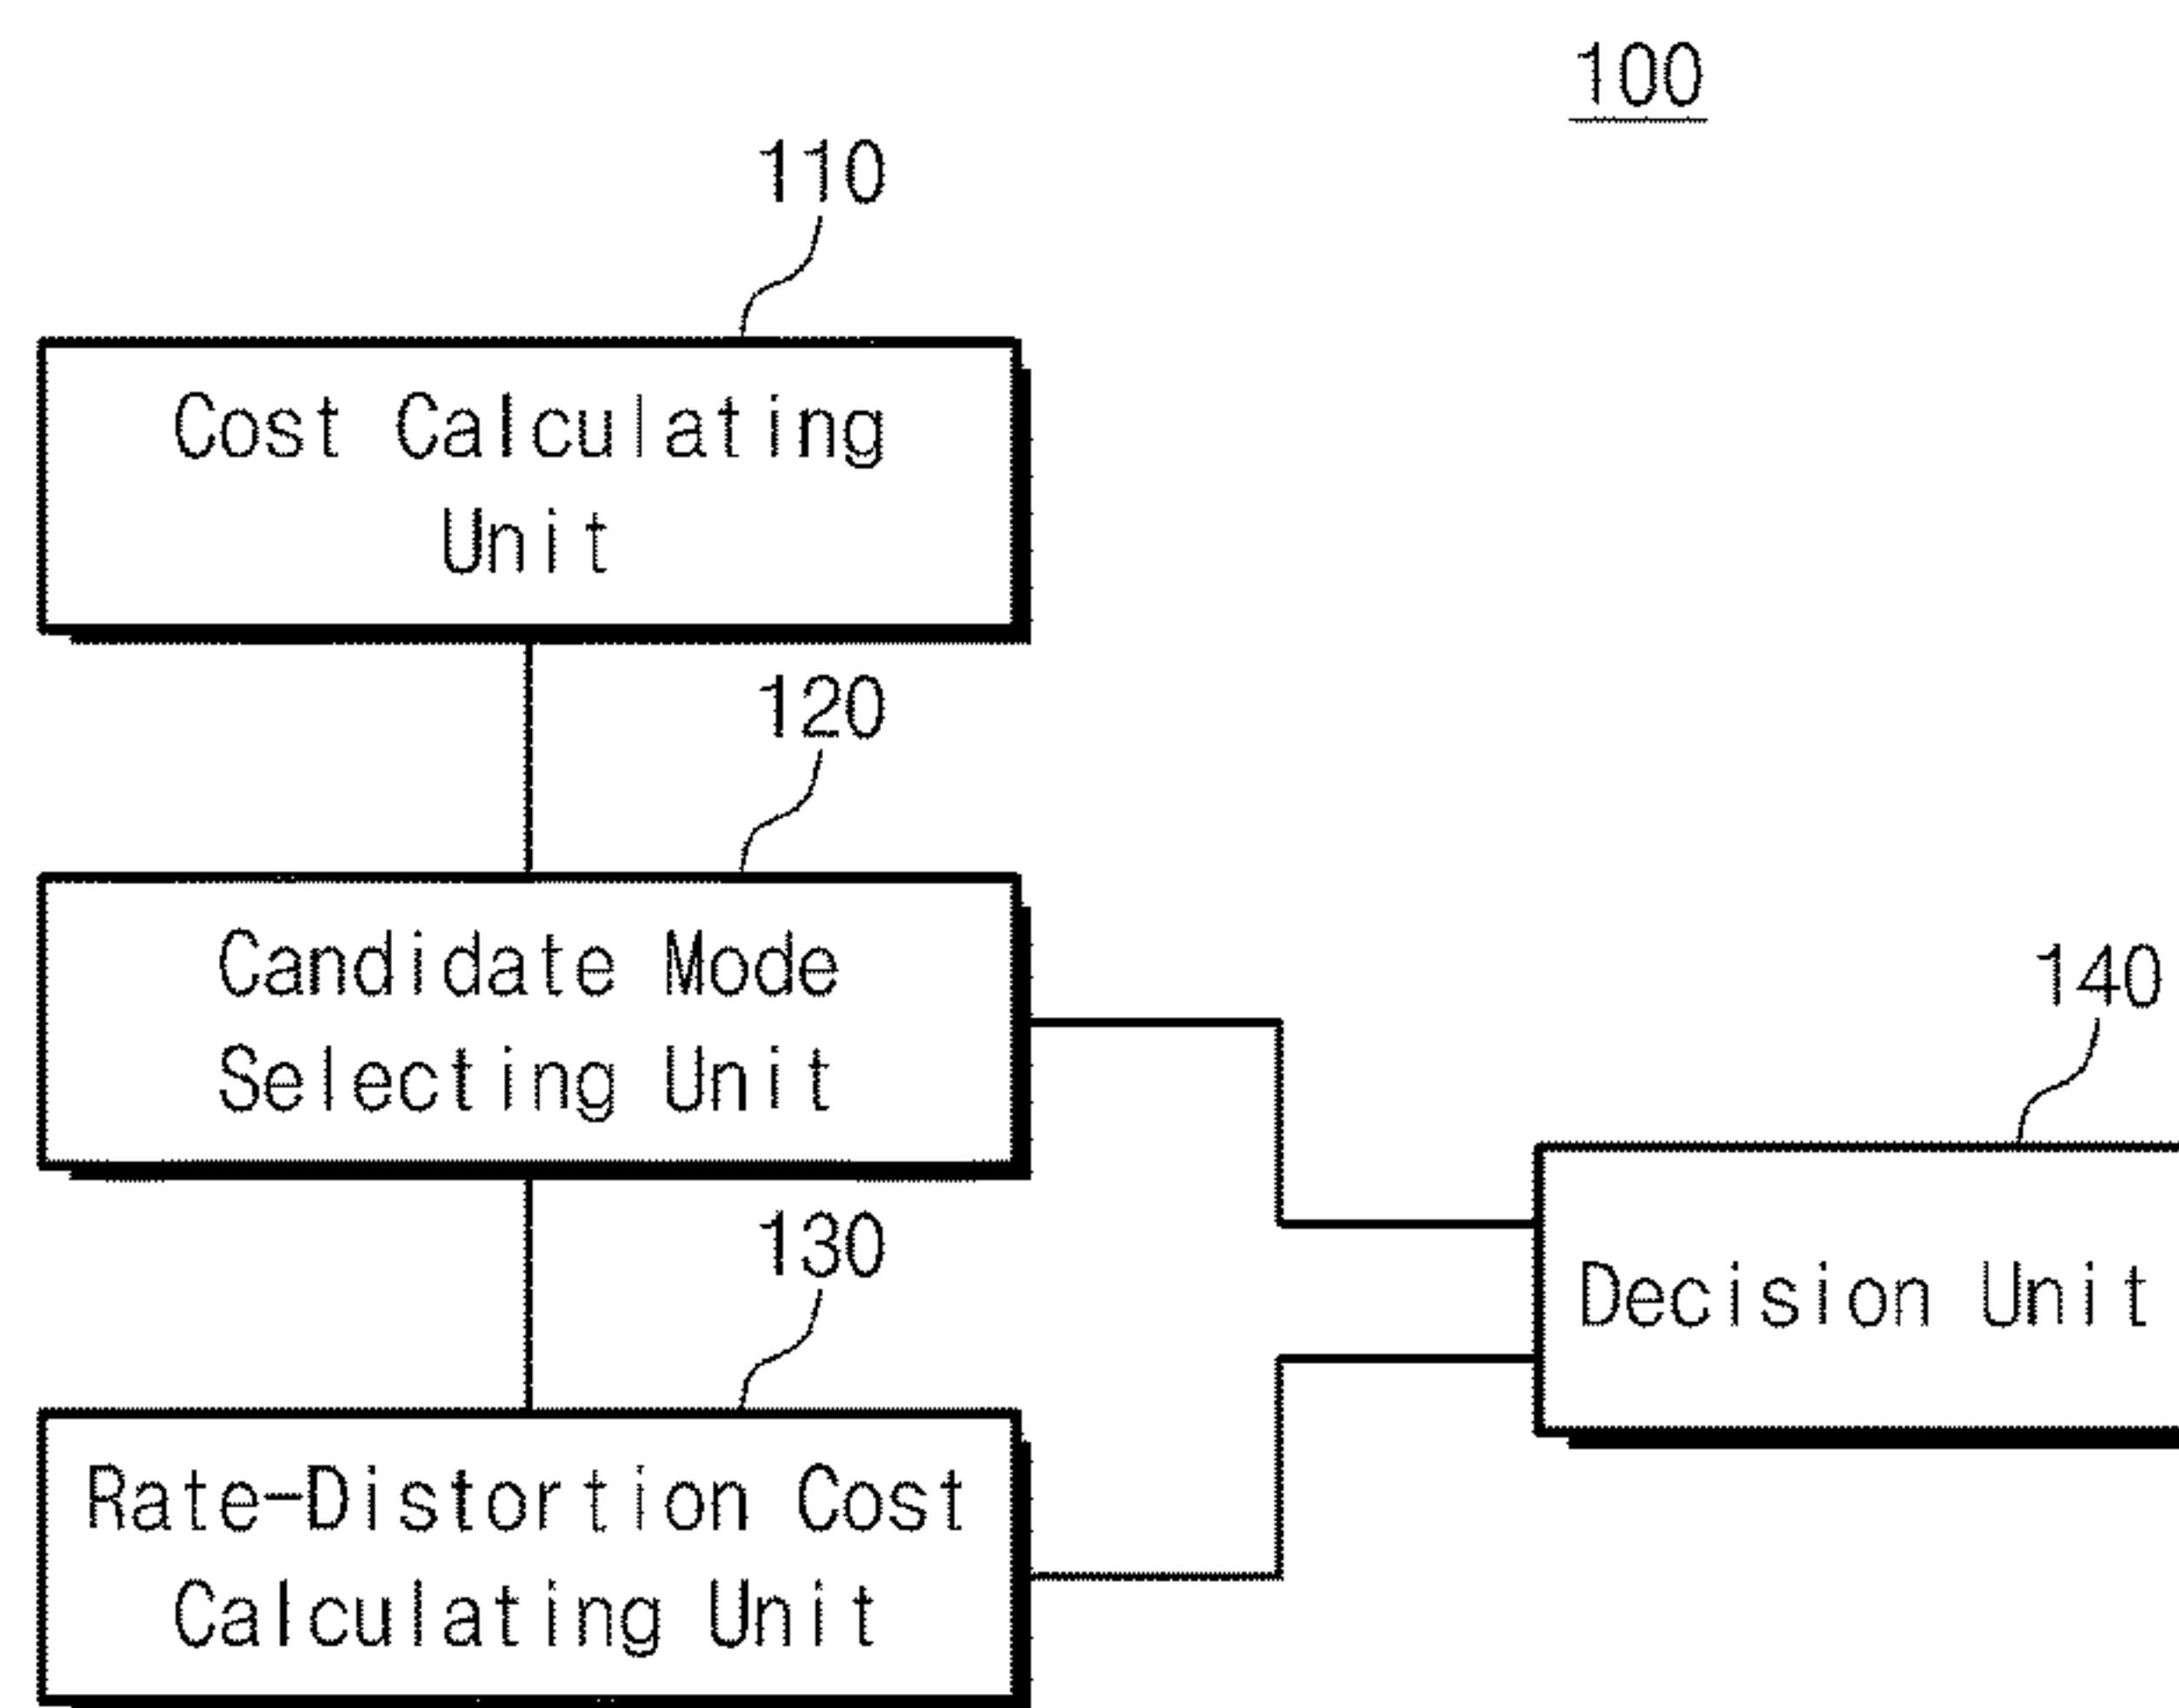 100
110
Cost Calculating
Unit
120
Candidate Mode
Selecting Unit
140
Decision Unit
130
Rate-Distortion Cost
Calculating Unit